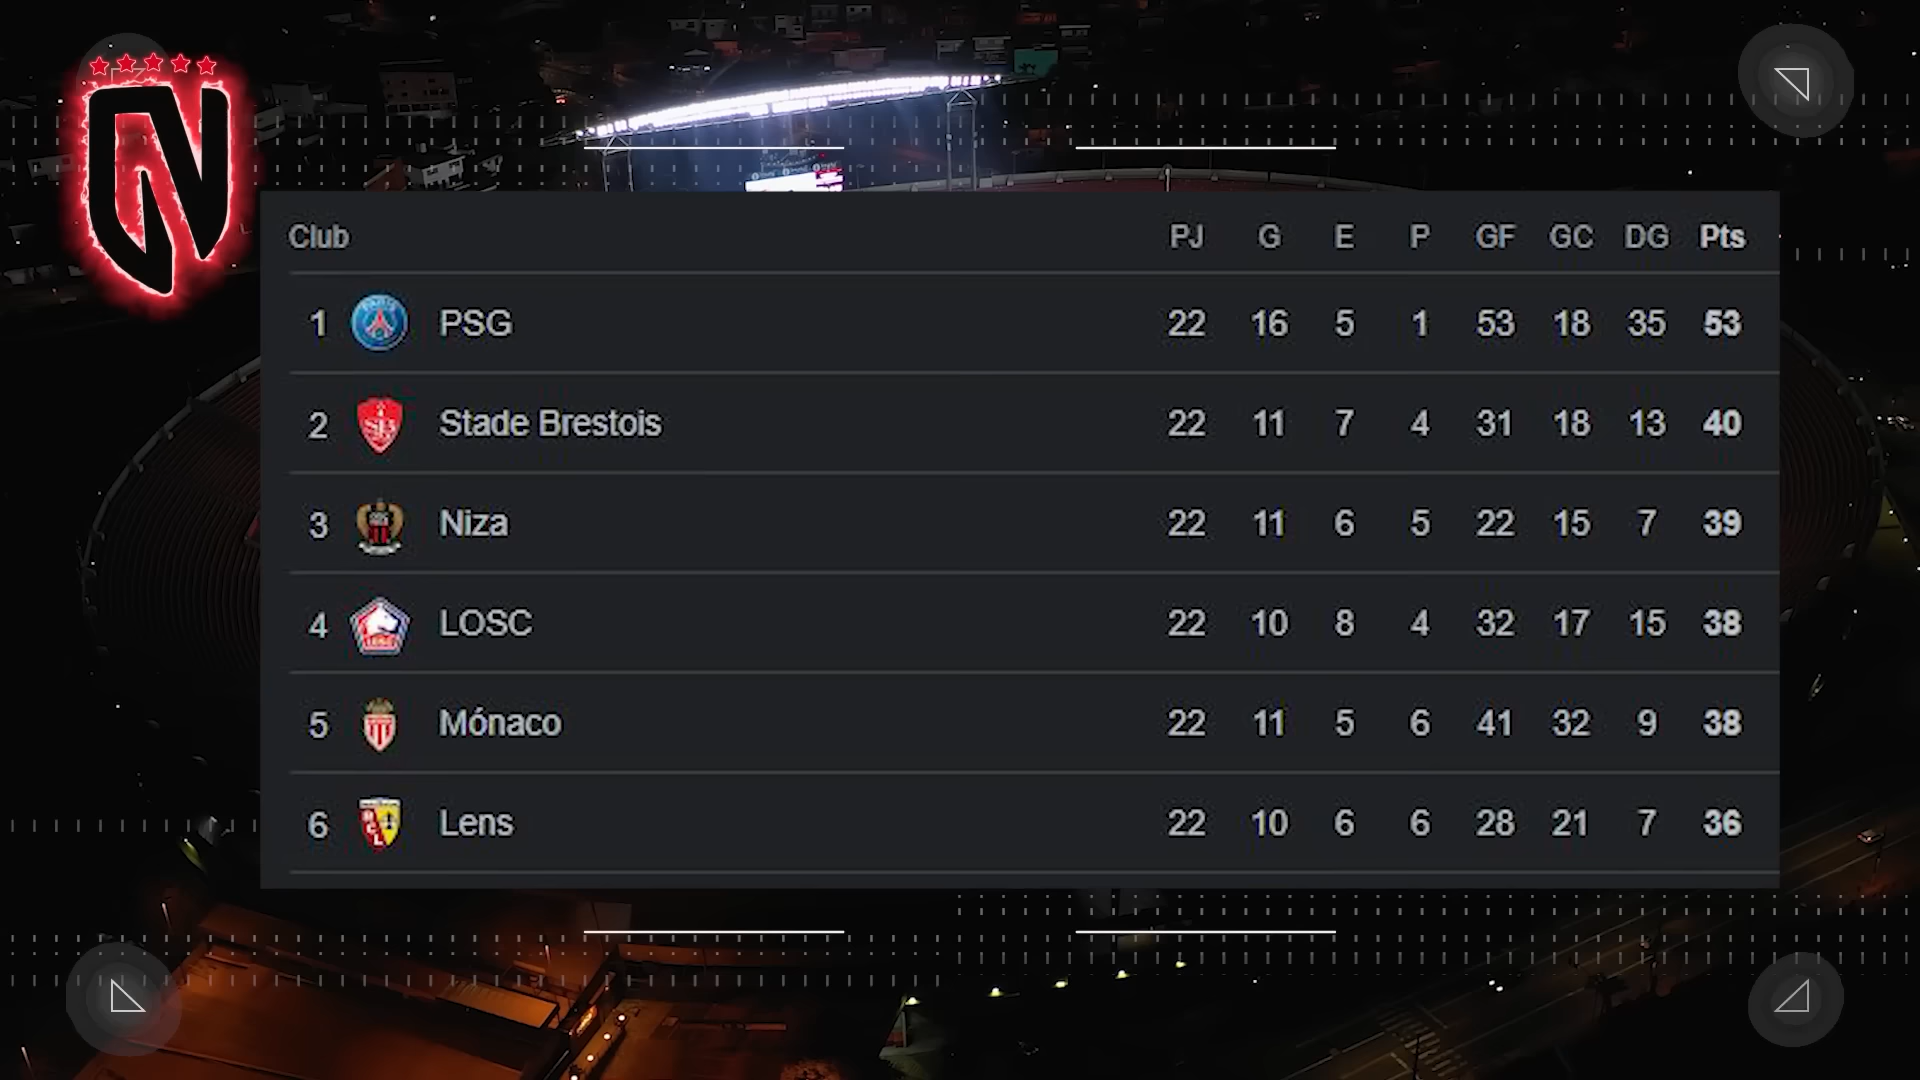 Club PJ G E P GF GC DG Pts
1 PSG 22 16 5 1 53 18 35 53
2 Stade Brestois 22 11 7 4 31 18 13 40
3 Niza 22 11 6 5 22 15 7 39
4 LOSC 22 10 8 4 32 17 15 38
5 Mónaco 22 11 5 6 41 32 9 38
6 Lens 22 10 6 6 28 21 7 36